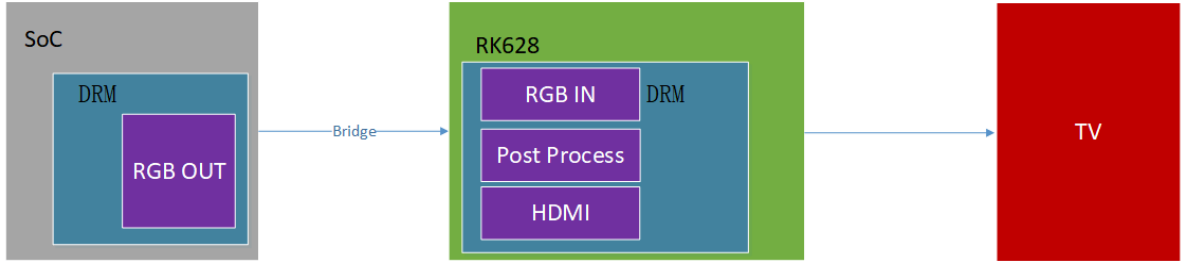 SoC
DRM
RGB OUT
Bridge
RK628
RGB IN
DRM
Post Process
HDMI
TV